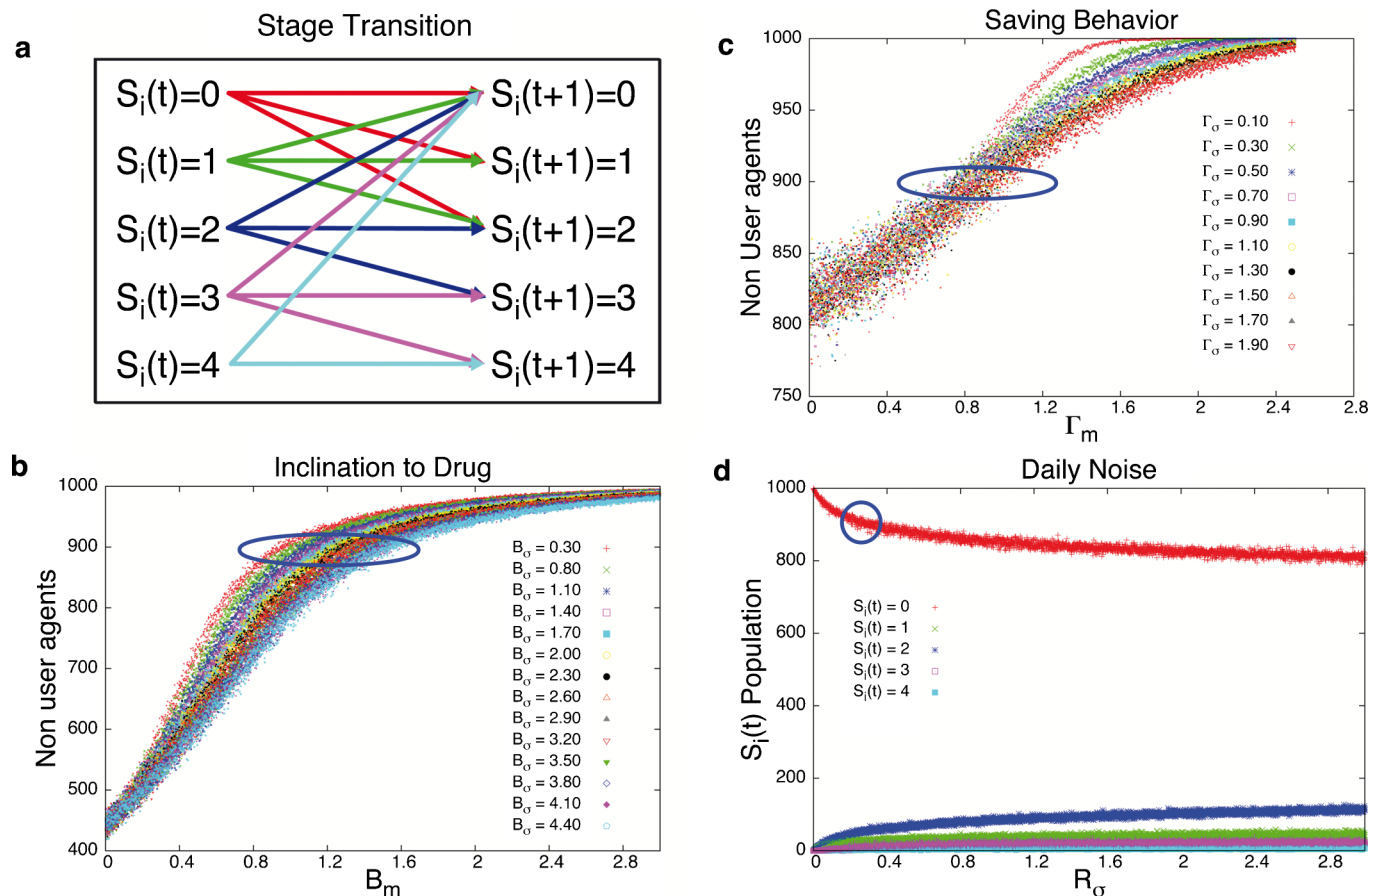 a
Stage Transition
S_i(t)=0 S_i(t+1)=0
S_i(t)=1 S_i(t+1)=1
S_i(t)=2 S_i(t+1)=2
S_i(t)=3 S_i(t+1)=3
S_i(t)=4 S_i(t+1)=4
b
Inclination to Drug
Non user agents
1000
900
800
700
600
500
400
0 0.4 0.8 1.2 1.6 2 2.4 2.8
B_m
B_σ = 0.30
B_σ = 0.80
B_σ = 1.10
B_σ = 1.40
B_σ = 1.70
B_σ = 2.00
B_σ = 2.30
B_σ = 2.60
B_σ = 2.90
B_σ = 3.20
B_σ = 3.50
B_σ = 3.80
B_σ = 4.10
B_σ = 4.40
c
Saving Behavior
Non User agents
1000
950
900
850
800
750
0 0.4 0.8 1.2 1.6 2 2.4 2.8
Γ_m
Γ_σ = 0.10
Γ_σ = 0.30
Γ_σ = 0.50
Γ_σ = 0.70
Γ_σ = 0.90
Γ_σ = 1.10
Γ_σ = 1.30
Γ_σ = 1.50
Γ_σ = 1.70
Γ_σ = 1.90
d
Daily Noise
S_i(t) Population
1000
800
600
400
200
0
0 0.4 0.8 1.2 1.6 2 2.4 2.8
R_σ
S_i(t) = 0
S_i(t) = 1
S_i(t) = 2
S_i(t) = 3
S_i(t) = 4